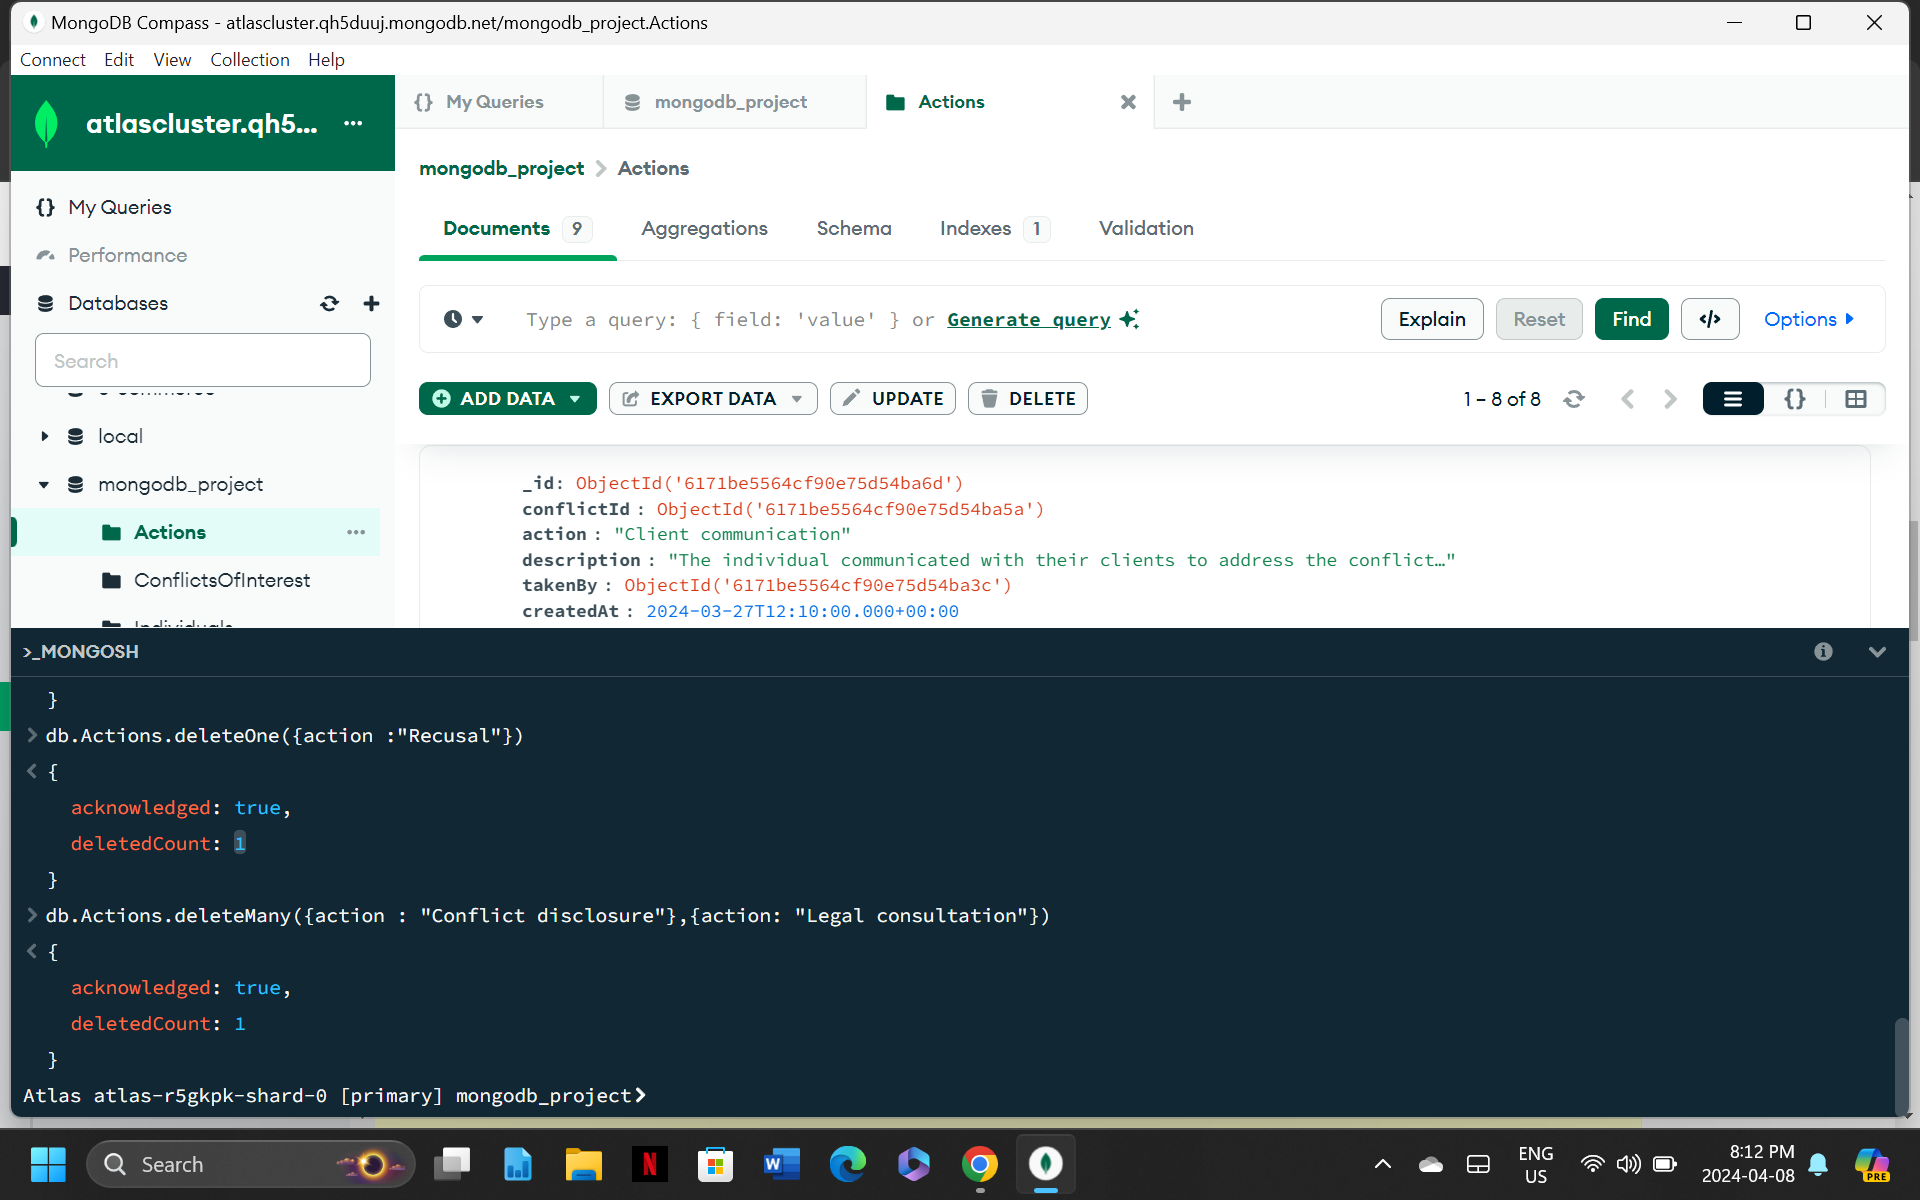 MongoDB Compass - atlascluster.qh5duuj.mongodb.net/mongodb_project.Actions
Connect Edit View Collection Help
atlascluster.qh5... ...
{} My Queries
mongodb_project
Actions
mongodb_project > Actions
{} My Queries
Performance
Databases
Search
local
mongodb_project
Actions ...
ConflictsOfInterest
Individuals
Documents 9 Aggregations Schema Indexes 1 Validation
Type a query: { field: 'value' } or Generate query
Explain Reset Find </> Options
ADD DATA EXPORT DATA UPDATE DELETE
1 – 8 of 8
{}
_id: ObjectId('6171be5564cf90e75d54ba6d')
conflictId : ObjectId('6171be5564cf90e75d54ba5a')
action : "Client communication"
description : "The individual communicated with their clients to address the conflict…"
takenBy : ObjectId('6171be5564cf90e75d54ba3c')
createdAt : 2024-03-27T12:10:00.000+00:00
>_MONGOSH
}
> db.Actions.deleteOne({action :"Recusal"})
< {
acknowledged: true,
deletedCount: 1
}
> db.Actions.deleteMany({action : "Conflict disclosure"},{action: "Legal consultation"})
< {
acknowledged: true,
deletedCount: 1
}
Atlas atlas-r5gkpk-shard-0 [primary] mongodb_project>
Search
N
W
ENG
US
8:12 PM
2024-04-08
PRE